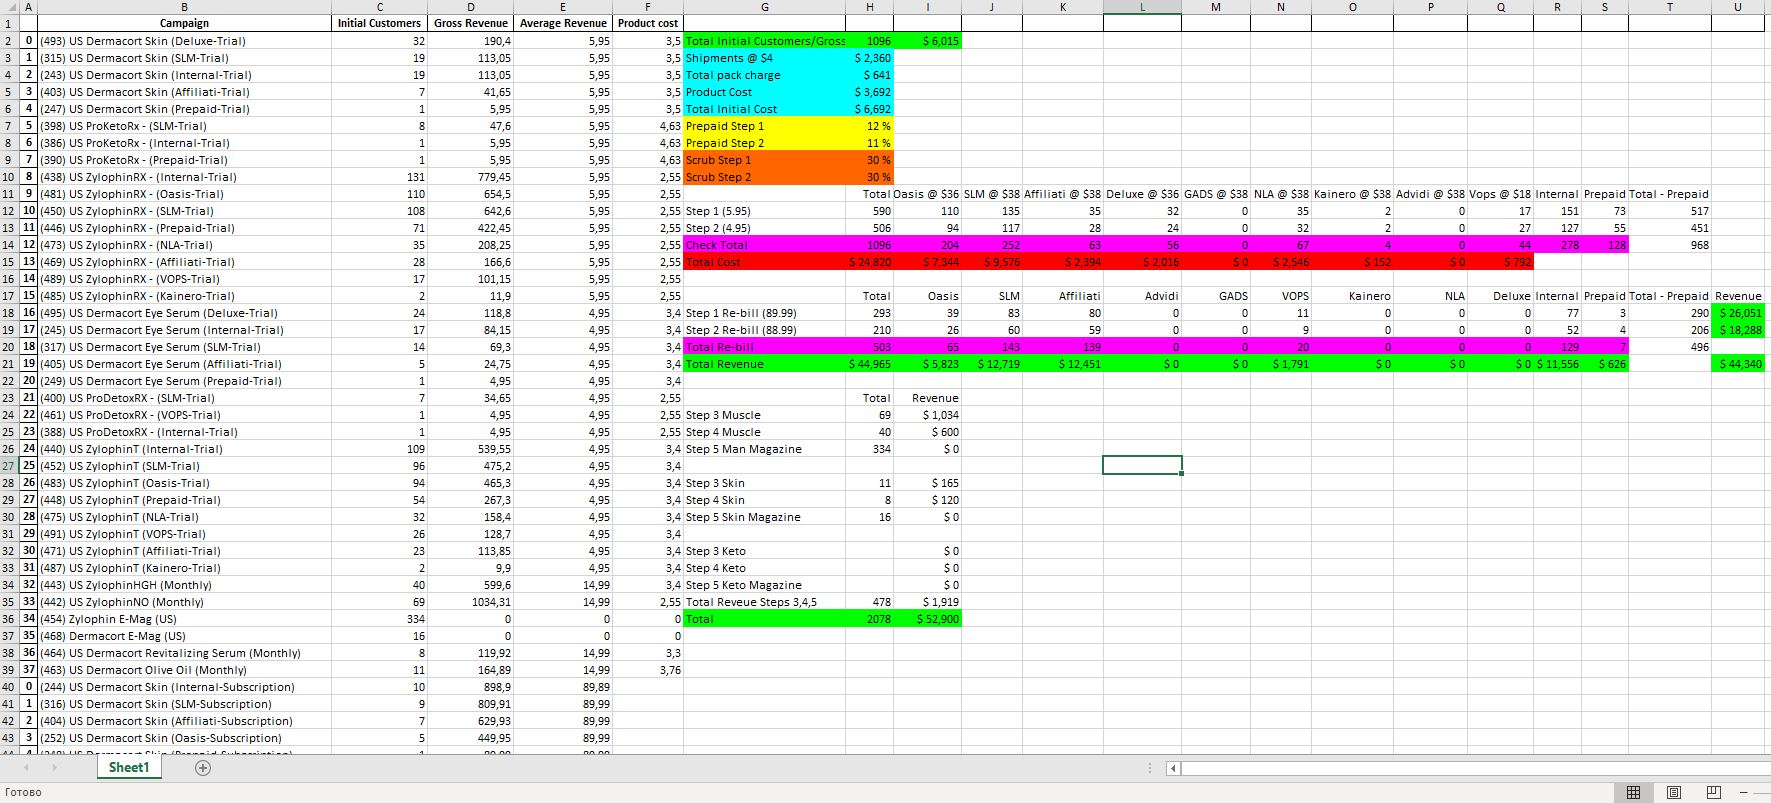 A B C D E F G H I J K L M N O P Q R S T U
1 Campaign Initial Customers Gross Revenue Average Revenue Product cost
2 0 (493) US Dermacort Skin (Deluxe-Trial) 32 190,4 5,95 3,5 Total Initial Customers/Gross 1096 $ 6,015
3 1 (315) US Dermacort Skin (SLM-Trial) 19 113,05 5,95 3,5 Shipments @ $4 $ 2,360
4 2 (243) US Dermacort Skin (Internal-Trial) 19 113,05 5,95 3,5 Total pack charge $ 641
5 3 (403) US Dermacort Skin (Affiliati-Trial) 7 41,65 5,95 3,5 Product Cost $ 3,692
6 4 (247) US Dermacort Skin (Prepaid-Trial) 1 5,95 5,95 3,5 Total Initial Cost $ 6,692
7 5 (398) US ProKetoRx - (SLM-Trial) 8 47,6 5,95 4,63 Prepaid Step 1 12 %
8 6 (386) US ProKetoRx - (Internal-Trial) 1 5,95 5,95 4,63 Prepaid Step 2 11 %
9 7 (390) US ProKetoRx - (Prepaid-Trial) 1 5,95 5,95 4,63 Scrub Step 1 30 %
10 8 (438) US ZylophinRX - (Internal-Trial) 131 779,45 5,95 2,55 Scrub Step 2 30 %
11 9 (481) US ZylophinRX - (Oasis-Trial) 110 654,5 5,95 2,55 Total Oasis @ $36 SLM @ $38 Affiliati @ $38 Deluxe @ $36 GADS @ $38 NLA @ $38 Kainero @ $38 Advidi @ $38 Vops @ $18 Internal Prepaid Total - Prepaid
12 10 (450) US ZylophinRX - (SLM-Trial) 108 642,6 5,95 2,55 Step 1 (5.95) 590 110 135 35 32 0 35 2 0 17 151 73 517
13 11 (446) US ZylophinRX - (Prepaid-Trial) 71 422,45 5,95 2,55 Step 2 (4.95) 506 94 117 28 24 0 32 2 0 27 127 55 451
14 12 (473) US ZylophinRX - (NLA-Trial) 35 208,25 5,95 2,55 Check Total 1096 204 252 63 56 0 67 4 0 44 278 128 968
15 13 (469) US ZylophinRX - (Affiliati-Trial) 28 166,6 5,95 2,55 Total Cost $ 24,820 $ 7,344 $ 9,576 $ 2,394 $ 2,016 $ 0 $ 2,546 $ 152 $ 0 $ 792
16 14 (489) US ZylophinRX - (VOPS-Trial) 17 101,15 5,95 2,55
17 15 (485) US ZylophinRX - (Kainero-Trial) 2 11,9 5,95 2,55 Total Oasis SLM Affiliati Advidi GADS VOPS Kainero NLA Deluxe Internal Prepaid Total - Prepaid Revenue
18 16 (495) US Dermacort Eye Serum (Deluxe-Trial) 24 118,8 4,95 3,4 Step 1 Re-bill (89.99) 293 39 83 80 0 0 11 0 0 0 77 3 290 $ 26,051
19 17 (245) US Dermacort Eye Serum (Internal-Trial) 17 84,15 4,95 3,4 Step 2 Re-bill (88.99) 210 26 60 59 0 0 9 0 0 0 52 4 206 $ 18,288
20 18 (317) US Dermacort Eye Serum (SLM-Trial) 14 69,3 4,95 3,4 Total Re-bill 503 65 143 139 0 0 20 0 0 0 129 7 496
21 19 (405) US Dermacort Eye Serum (Affiliati-Trial) 5 24,75 4,95 3,4 Total Revenue $ 44,965 $ 5,823 $ 12,719 $ 12,451 $ 0 $ 0 $ 1,791 $ 0 $ 0 $ 0 $ 11,556 $ 626 $ 44,340
22 20 (249) US Dermacort Eye Serum (Prepaid-Trial) 1 4,95 4,95 3,4
23 21 (400) US ProDetoxRX - (SLM-Trial) 7 34,65 4,95 2,55 Total Revenue
24 22 (461) US ProDetoxRX - (VOPS-Trial) 1 4,95 4,95 2,55 Step 3 Muscle 69 $ 1,034
25 23 (388) US ProDetoxRX - (Internal-Trial) 1 4,95 4,95 2,55 Step 4 Muscle 40 $ 600
26 24 (440) US ZylophinT (Internal-Trial) 109 539,55 4,95 3,4 Step 5 Man Magazine 334 $ 0
27 25 (452) US ZylophinT (SLM-Trial) 96 475,2 4,95 3,4
28 26 (483) US ZylophinT (Oasis-Trial) 94 465,3 4,95 3,4 Step 3 Skin 11 $ 165
29 27 (448) US ZylophinT (Prepaid-Trial) 54 267,3 4,95 3,4 Step 4 Skin 8 $ 120
30 28 (475) US ZylophinT (NLA-Trial) 32 158,4 4,95 3,4 Step 5 Skin Magazine 16 $ 0
31 29 (491) US ZylophinT (VOPS-Trial) 26 128,7 4,95 3,4
32 30 (471) US ZylophinT (Affiliati-Trial) 23 113,85 4,95 3,4 Step 3 Keto $ 0
33 31 (487) US ZylophinT (Kainero-Trial) 2 9,9 4,95 3,4 Step 4 Keto $ 0
34 32 (443) US ZylophinHGH (Monthly) 40 599,6 14,99 3,4 Step 5 Keto Magazine $ 0
35 33 (442) US ZylophinNO (Monthly) 69 1034,31 14,99 2,55 Total Reveue Steps 3,4,5 478 $ 1,919
36 34 (454) Zylophin E-Mag (US) 334 0 0 0 Total 2078 $ 52,900
37 35 (468) Dermacort E-Mag (US) 16 0 0 0
38 36 (464) US Dermacort Revitalizing Serum (Monthly) 8 119,92 14,99 3,3
39 37 (463) US Dermacort Olive Oil (Monthly) 11 164,89 14,99 3,76
40 0 (244) US Dermacort Skin (Internal-Subscription) 10 898,9 89,89
41 1 (316) US Dermacort Skin (SLM-Subscription) 9 809,91 89,99
42 2 (404) US Dermacort Skin (Affiliati-Subscription) 7 629,93 89,99
43 3 (252) US Dermacort Skin (Oasis-Subscription) 5 449,95 89,99
Sheet1
Готово